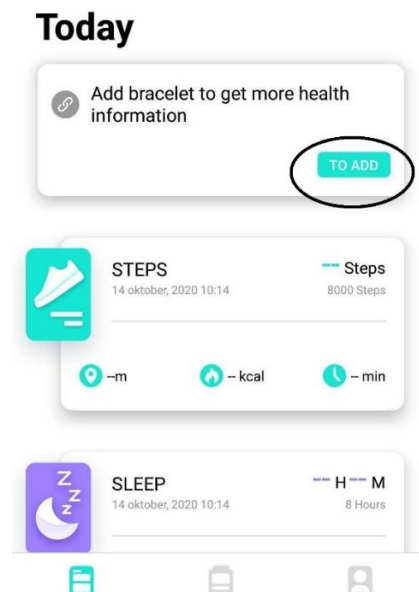 Today
Add bracelet to get more health
information
TO ADD
STEPS
-- Steps
14 oktober, 2020 10:14
8000 Steps
--m
-- kcal
-- min
Z
Z
Z
SLEEP
-- H -- M
14 oktober, 2020 10:14
8 Hours